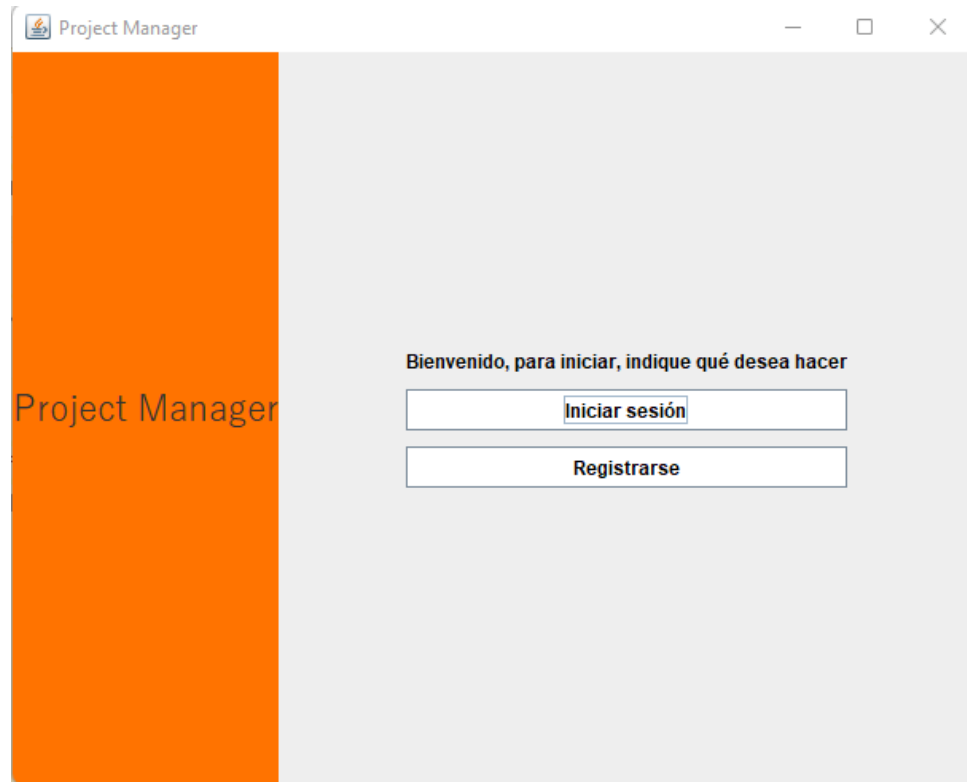 Project Manager
Project Manager
Bienvenido, para iniciar, indique qué desea hacer
Iniciar sesión
Registrarse